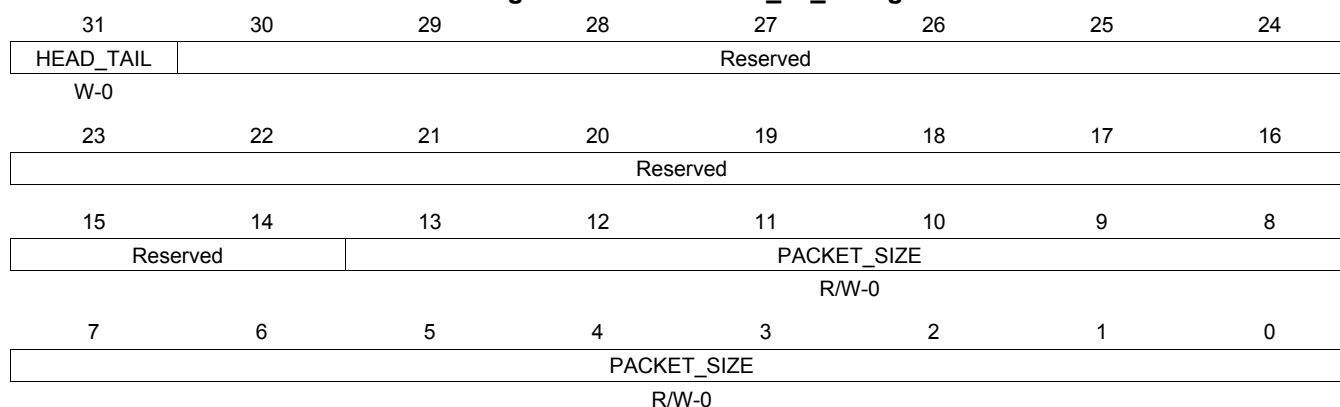 31 30 29 28 27 26 25 24
HEAD_TAIL Reserved
W-0
23 22 21 20 19 18 17 16
Reserved
15 14 13 12 11 10 9 8
Reserved PACKET_SIZE
R/W-0
7 6 5 4 3 2 1 0
PACKET_SIZE
R/W-0